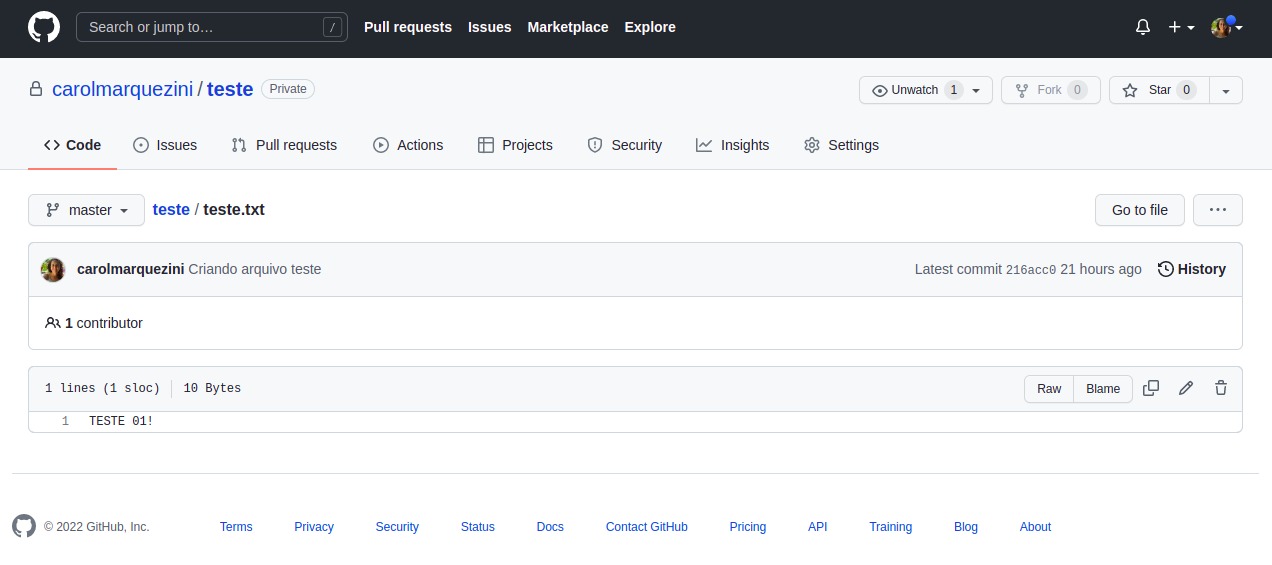 Search or jump to… / Pull requests Issues Marketplace Explore
carolmarquezini / teste Private Unwatch 1 Fork 0 Star 0
Code Issues Pull requests Actions Projects Security Insights Settings
master teste / teste.txt Go to file ...
carolmarquezini Criando arquivo teste Latest commit 216acc0 21 hours ago History
1 contributor
1 lines (1 sloc) 10 Bytes Raw Blame
1 TESTE 01!
© 2022 GitHub, Inc. Terms Privacy Security Status Docs Contact GitHub Pricing API Training Blog About